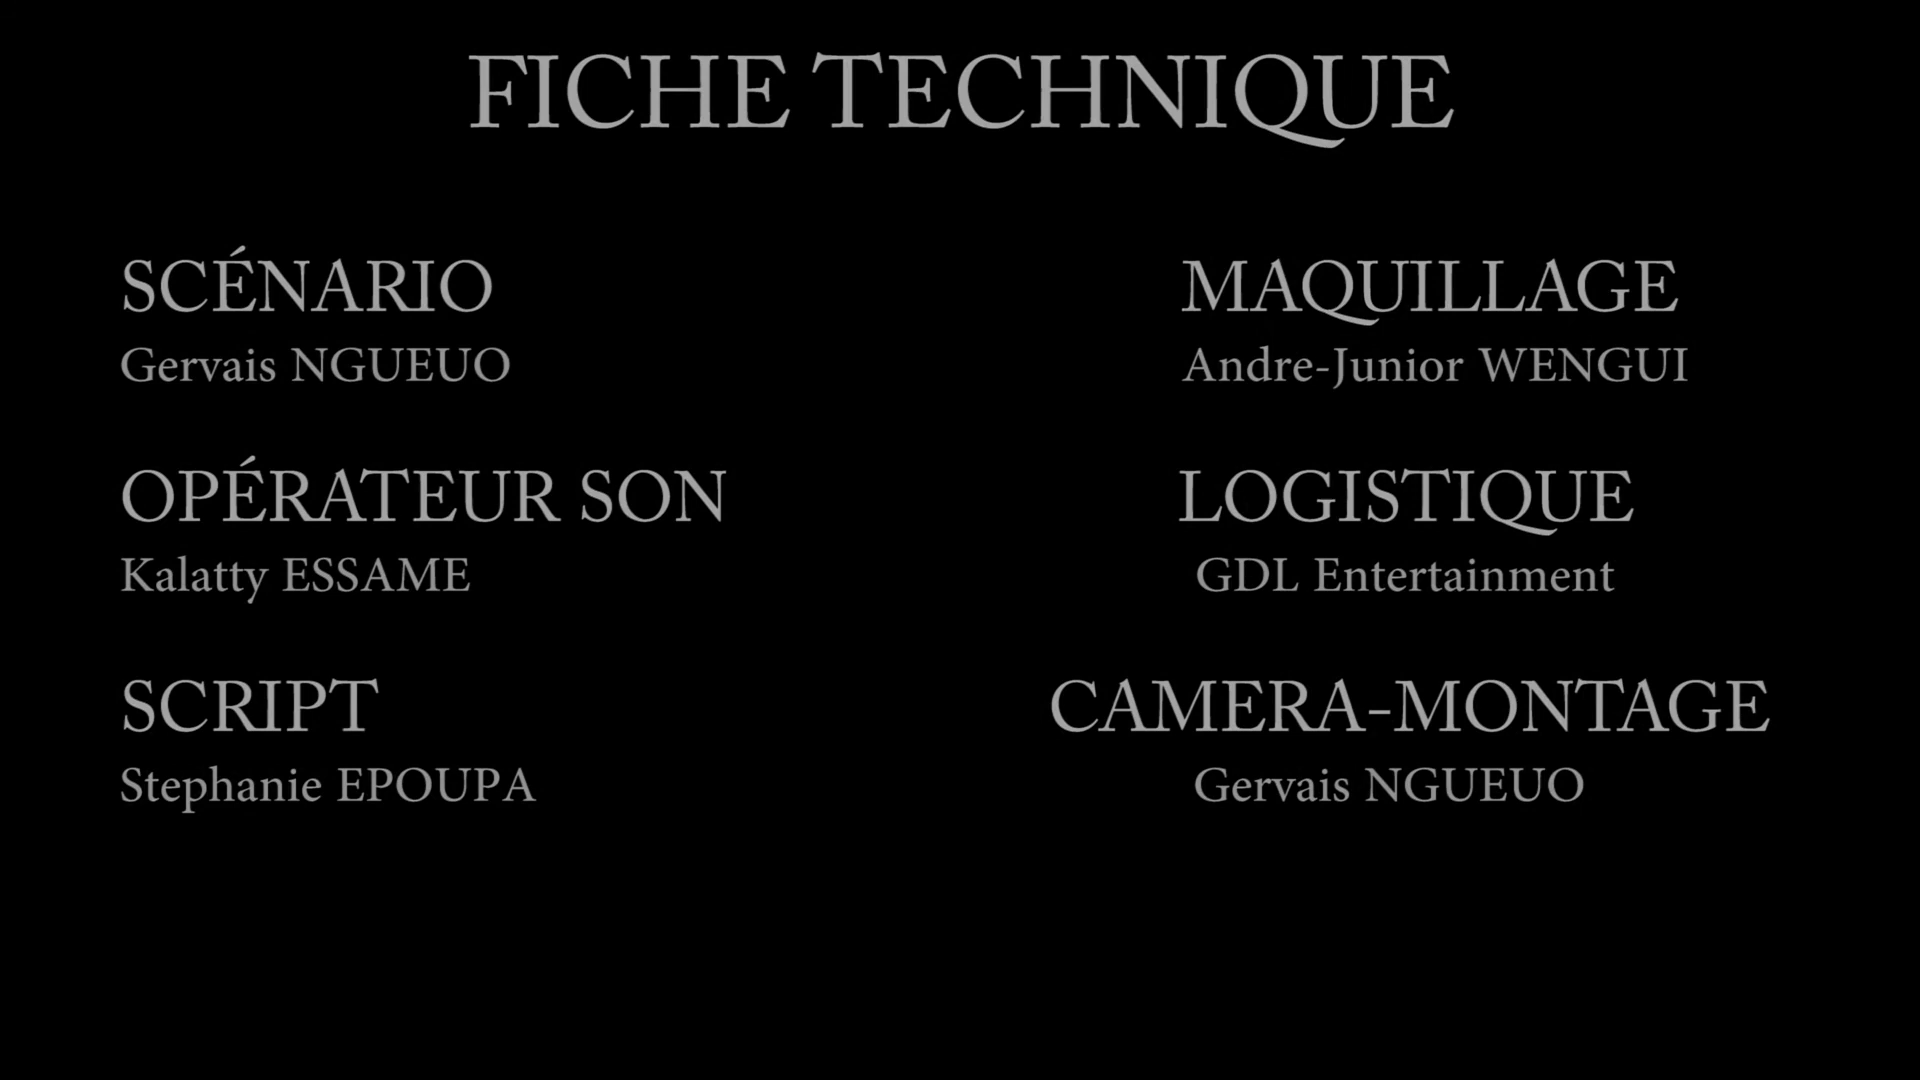 FICHE TECHNIQUE
SCÉNARIO
Gervais NGUEUO
OPÉRATEUR SON
Kalatty ESSAME
SCRIPT
Stephanie EPOUPA
MAQUILLAGE
Andre-Junior WENGUI
LOGISTIQUE
GDL Entertainment
CAMERA-MONTAGE
Gervais NGUEUO